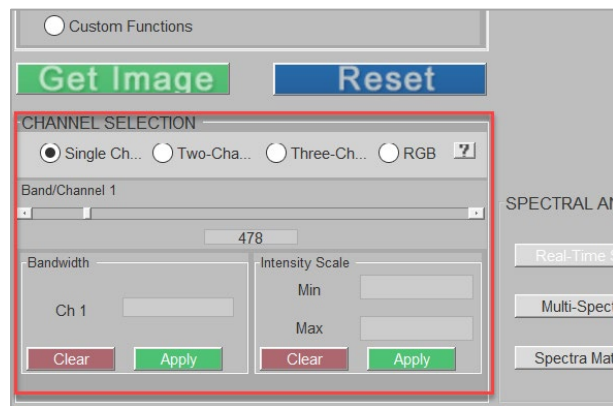 Custom Functions
Get Image Reset
CHANNEL SELECTION
Single Ch... Two-Cha... Three-Ch... RGB ?
Band/Channel 1
478
Bandwidth
Ch 1
Clear Apply
Intensity Scale
Min
Max
Clear Apply
SPECTRAL AN
Real-Time S
Multi-Spect
Spectra Mat